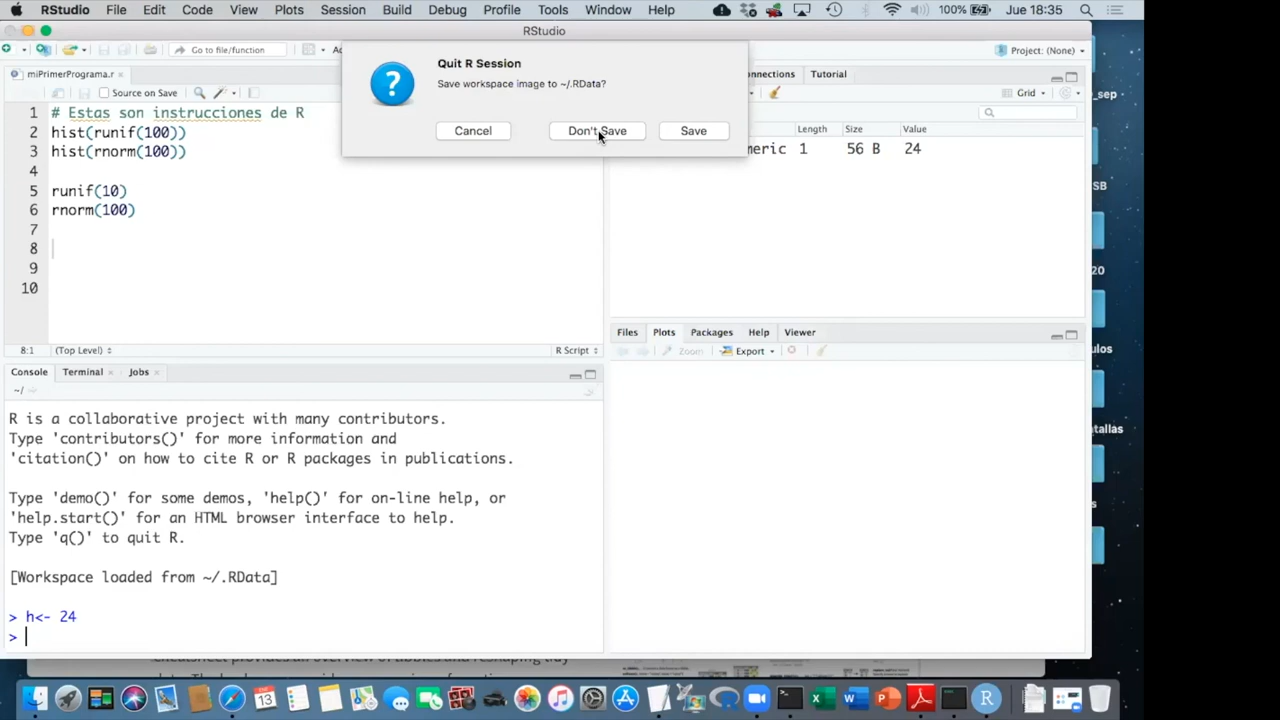 RStudio File Edit Code View Plots Session Build Debug Profile Tools Window Help 100% Jue 18:35
RStudio
Go to file/function
Project: (None)
miPrimerPrograma.r
Source on Save
1 # Estas son instrucciones de R
2 hist(runif(100))
3 hist(rnorm(100))
4
5 runif(10)
6 rnorm(100)
7
8
9
10
8:1 (Top Level) R Script
Quit R Session
Save workspace image to ~/.RData?
Cancel Don't Save Save
onnections Tutorial
Grid
Length Size Value
meric 1 56 B 24
Files Plots Packages Help Viewer
Zoom Export
Console Terminal Jobs
~/
R is a collaborative project with many contributors.
Type 'contributors()' for more information and
'citation()' on how to cite R or R packages in publications.
Type 'demo()' for some demos, 'help()' for on-line help, or
'help.start()' for an HTML browser interface to help.
Type 'q()' to quit R.
[Workspace loaded from ~/.RData]
> h<- 24
>
_sep
SB
20
ulos
ntallas
s